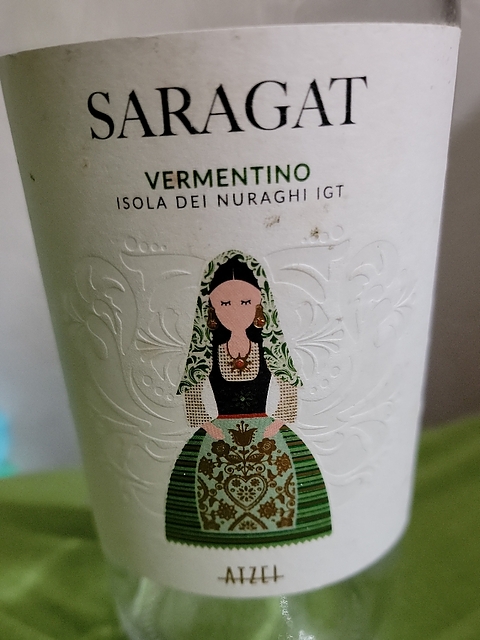 SARAGAT
VERMENTINO
ISOLA DEI NURAGHI IGT
ATZEI